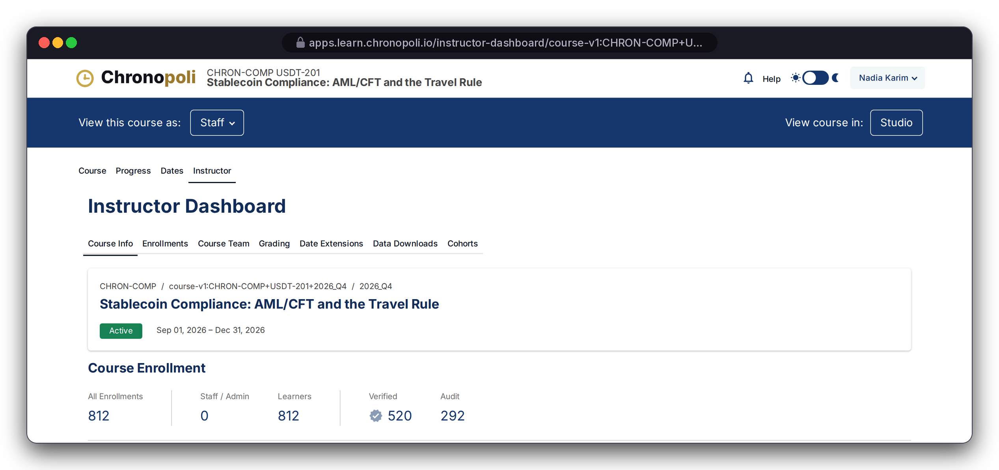 apps.learn.chronopoli.io/instructor-dashboard/course-v1:CHRON-COMP+U...
Chronopoli
CHRON-COMP USDT-201
Stablecoin Compliance: AML/CFT and the Travel Rule
Help
Nadia Karim
View this course as: Staff
View course in: Studio
Course Progress Dates Instructor
Instructor Dashboard
Course Info Enrollments Course Team Grading Date Extensions Data Downloads Cohorts
CHRON-COMP / course-v1:CHRON-COMP+USDT-201+2026_Q4 / 2026_Q4
Stablecoin Compliance: AML/CFT and the Travel Rule
Active Sep 01, 2026 – Dec 31, 2026
Course Enrollment
All Enrollments Staff / Admin Learners Verified Audit
812 0 812 520 292